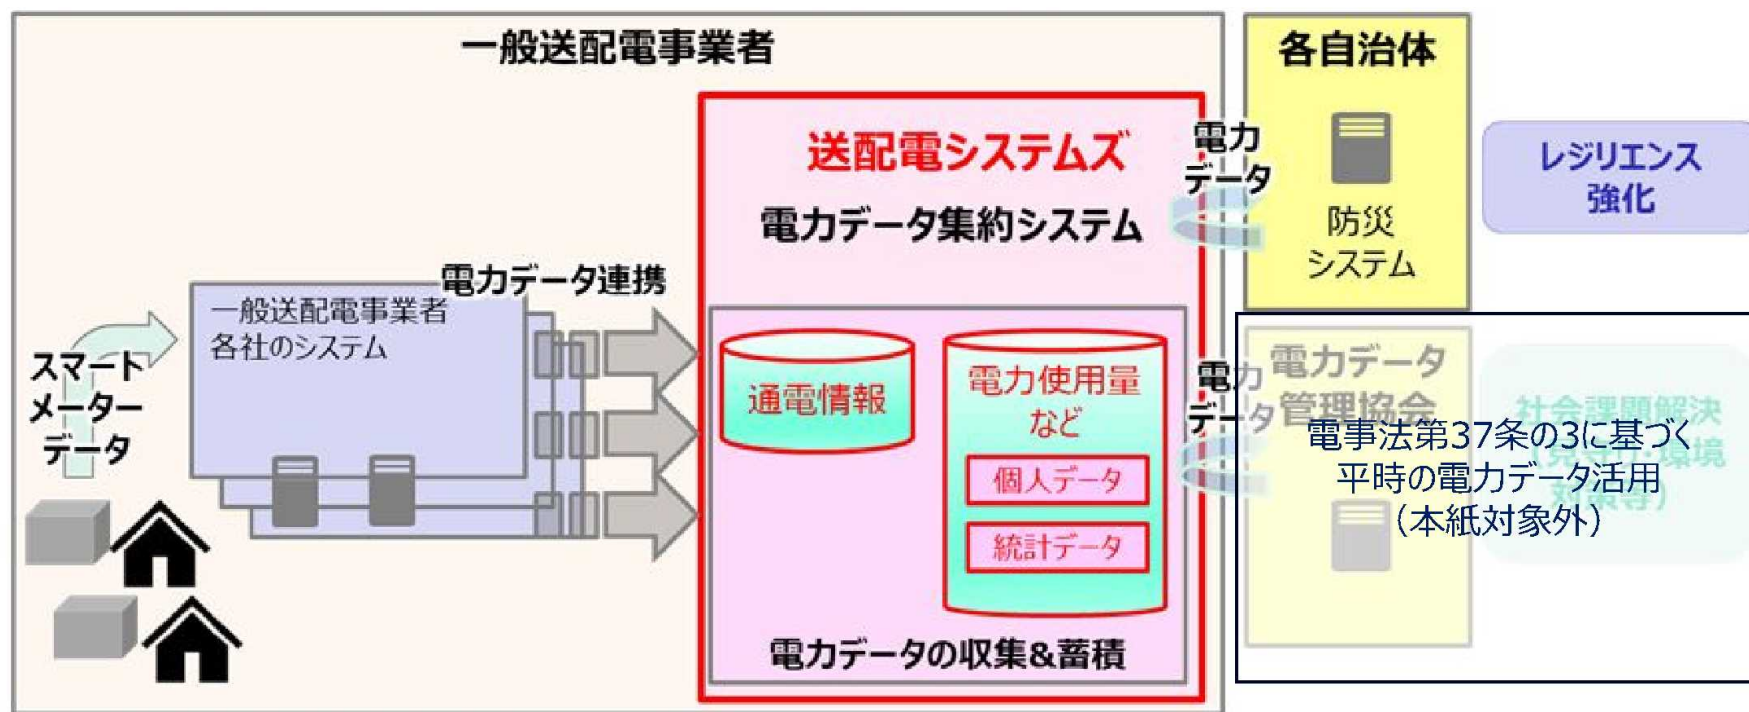 一般送配電事業者
送配電システムズ
電力データ集約システム
電力データ連携
一般送配電事業者
各社のシステム
スマート
メーター
データ
通電情報
電力使用量
など
個人データ
統計データ
電力データの収集&蓄積
電力
データ
各自治体
防災
システム
レジリエンス
強化
電力
データ
電力データ
管理協会
社会課題解決
電事法第37条の3に基づく
平時の電力データ活用
（本紙対象外）